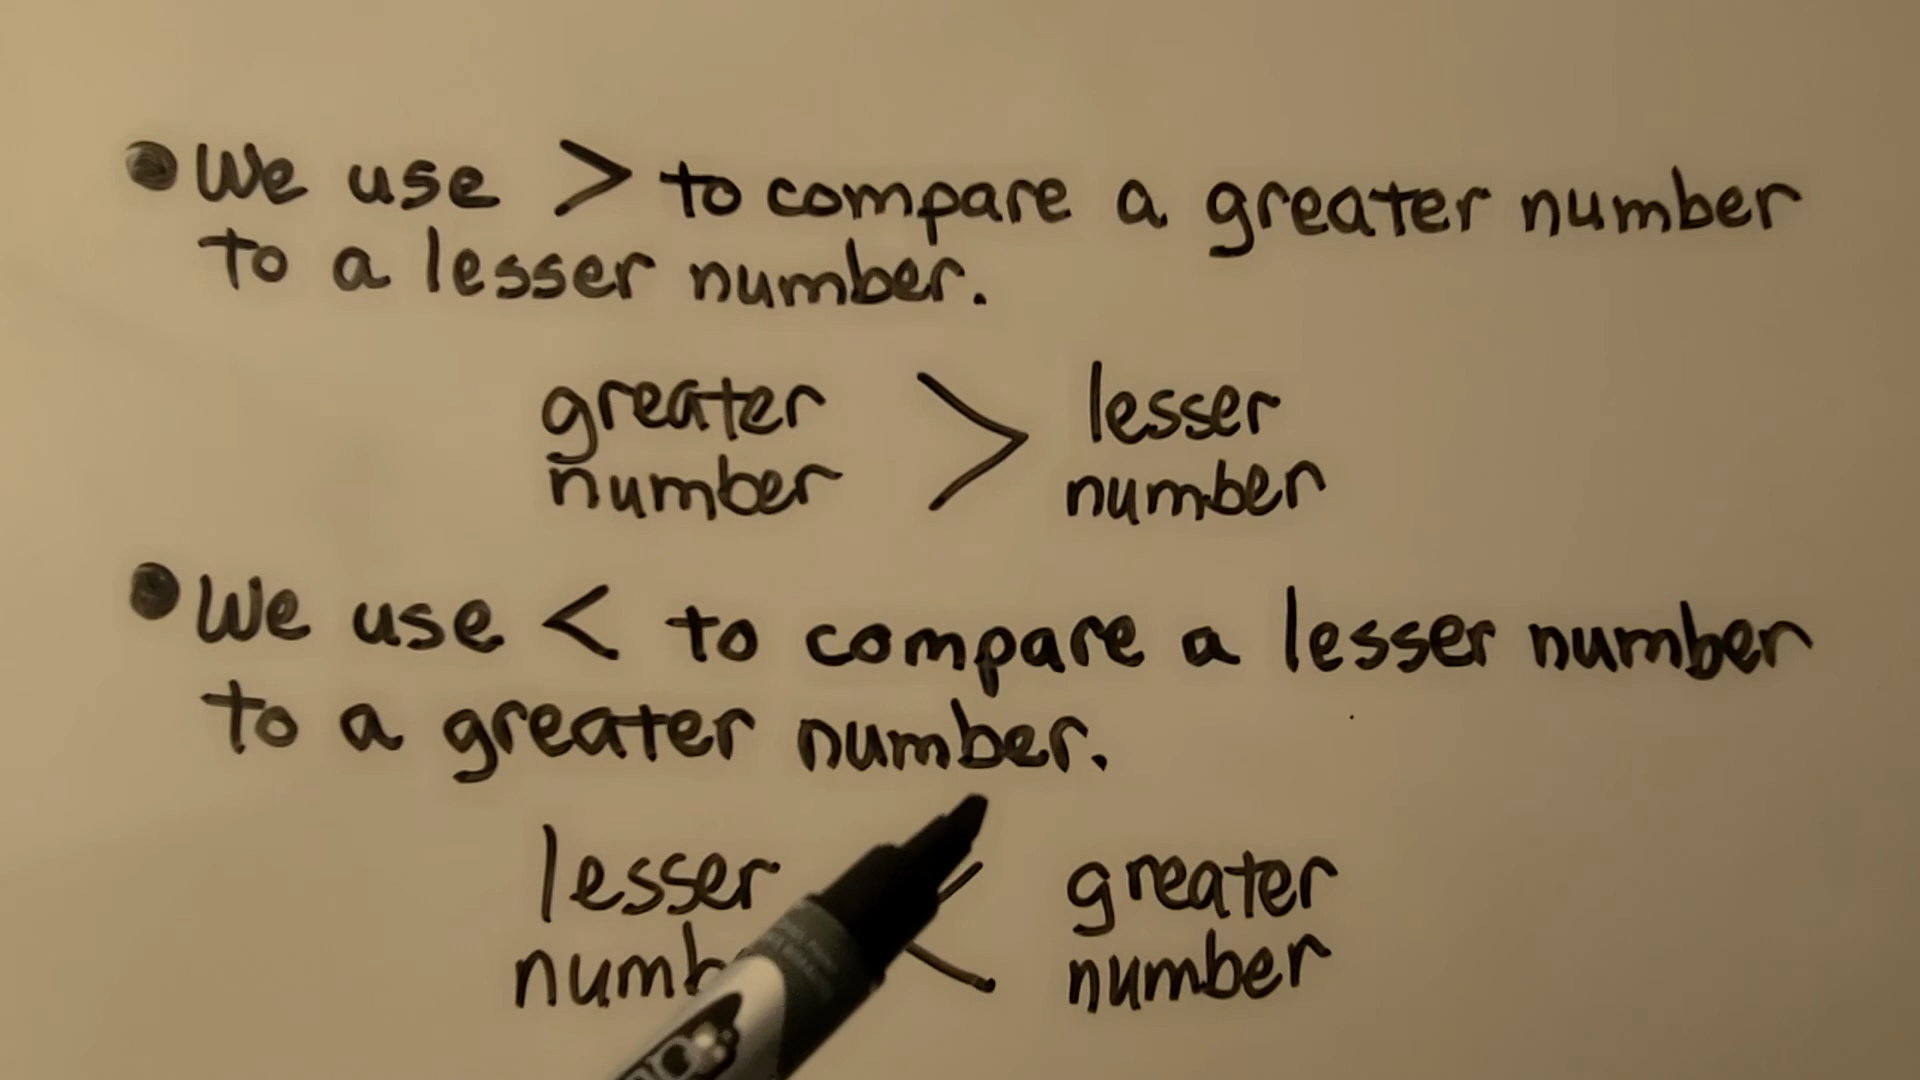 We use > to compare a greater number
to a lesser number.
greater > lesser
number number
We use < to compare a lesser number
to a greater number.
lesser < greater
number